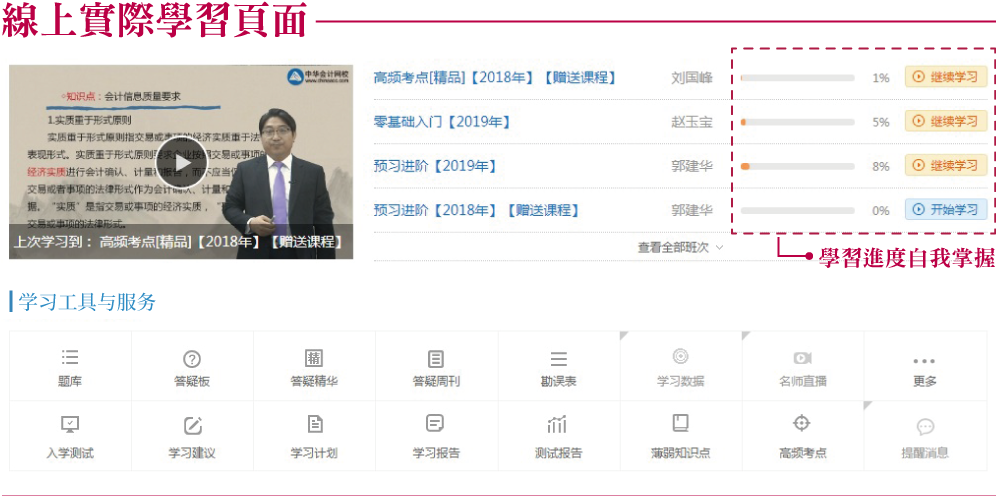 線上實際學習頁面
中华会计网校
www.chinaacc.com
知识点：会计信息质量要求
1.实质重于形式原则
实质重于形式原则指交易或事项的经济实质重于法
表现形式。实质重于形式原则要求企业按照交易或事项的
经济实质进行会计确认、计量和报告，而不应当仅
交易或者事项的法律形式作为会计确认、计量和
据。“实质”是指交易或事项的经济实质，“
交易或事项的法律形式。
上次学习到： 高频考点[精品]【2018年】【赠送课程】
高频考点[精品]【2018年】【赠送课程】 刘国峰 1% 继续学习
零基础入门【2019年】 赵玉宝 5% 继续学习
预习进阶【2019年】 郭建华 8% 继续学习
预习进阶【2018年】【赠送课程】 郭建华 0% 开始学习
查看全部班次
學習進度自我掌握
学习工具与服务
精
题库 答疑板 答疑精华 答疑周刊 勘误表 学习数据 名师直播 更多
入学测试 学习建议 学习计划 学习报告 测试报告 薄弱知识点 高频考点 提醒消息